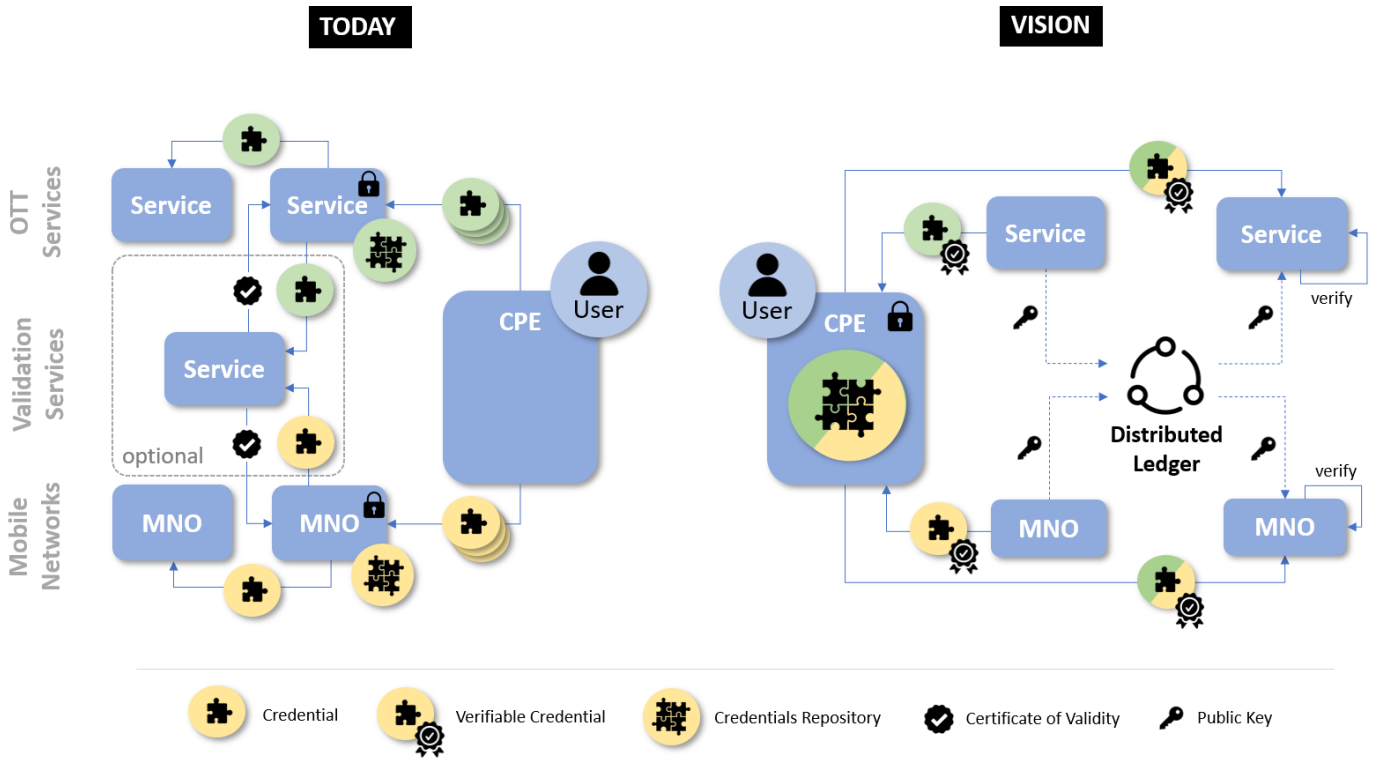 TODAY
VISION
OTT
Services
Validation
Services
Mobile
Networks
Service
Service
Service
optional
MNO
MNO
CPE
User
User
CPE
Service
Service
verify
Distributed
Ledger
verify
MNO
MNO
Credential
Verifiable Credential
Credentials Repository
Certificate of Validity
Public Key